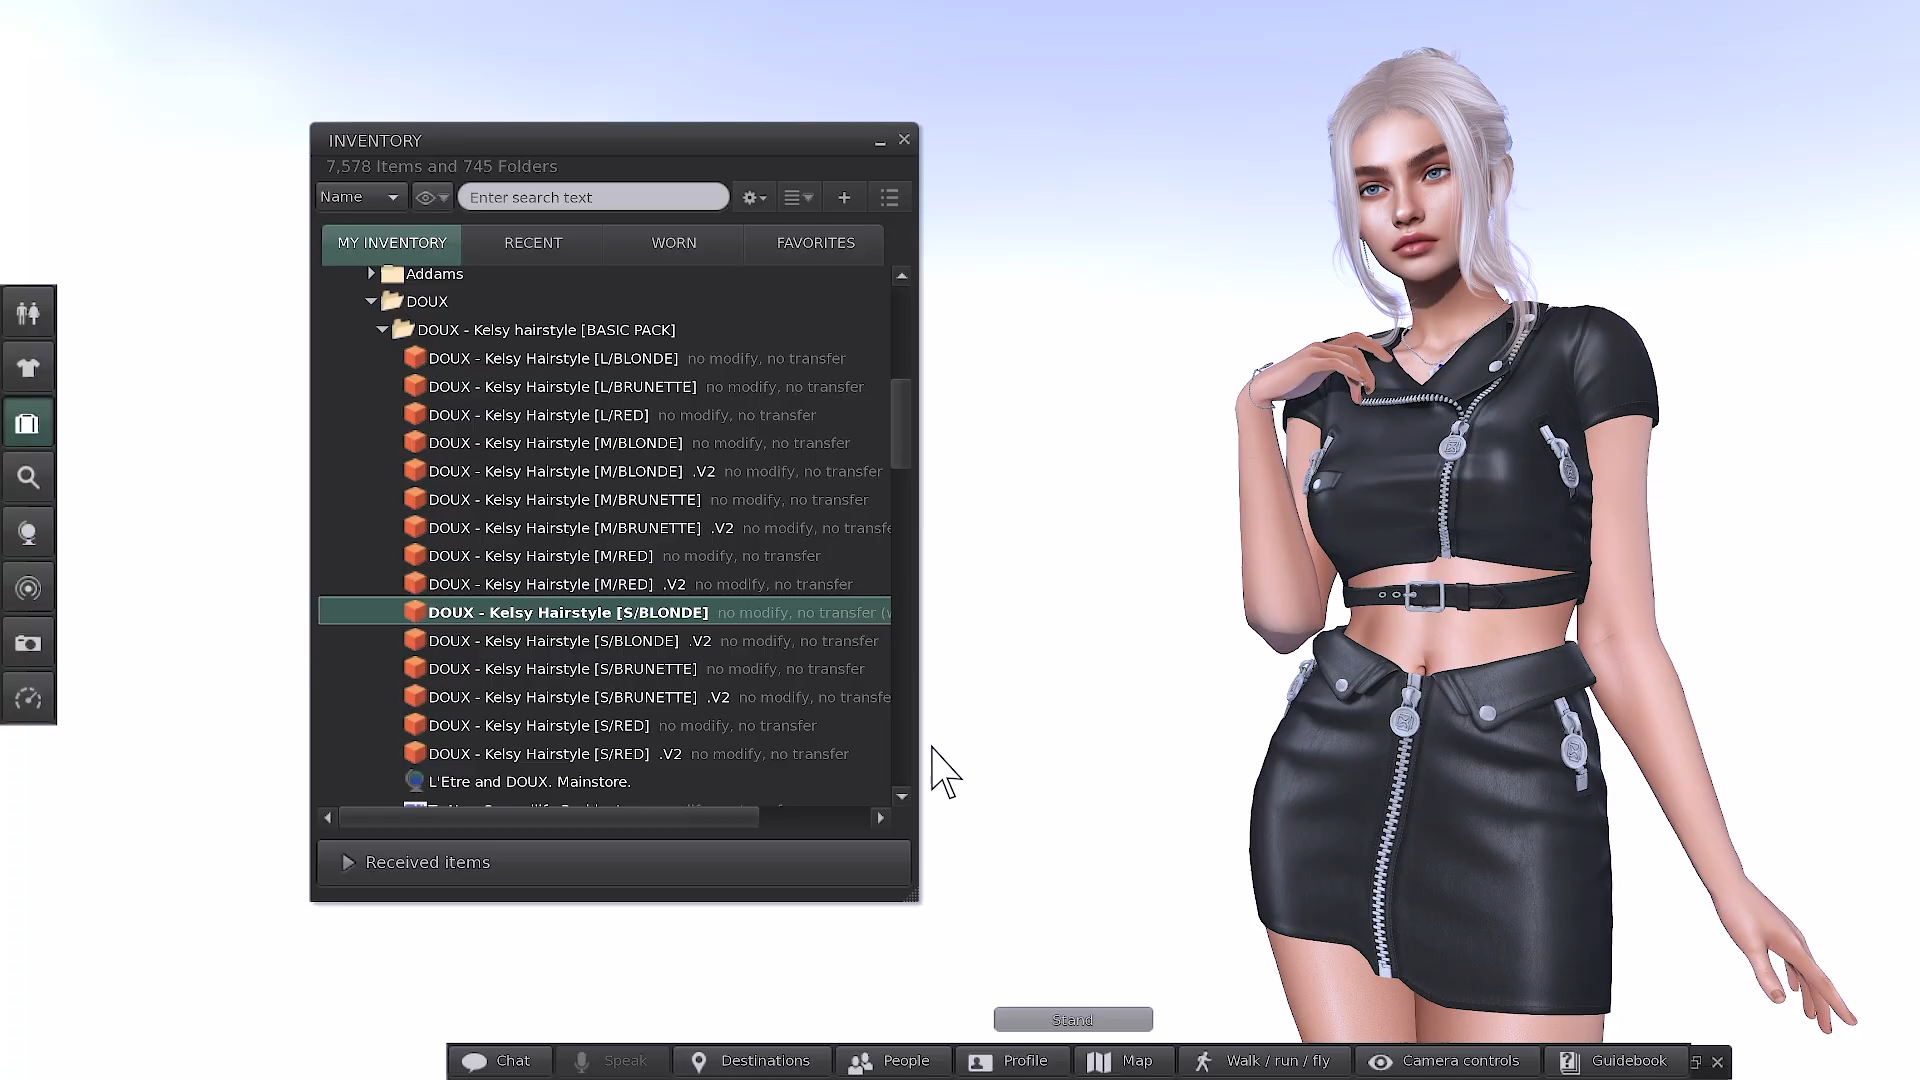 INVENTORY
7,578 Items and 745 Folders
Name
Enter search text
MY INVENTORY
RECENT
WORN
FAVORITES
Addams
DOUX
DOUX - Kelsy hairstyle [BASIC PACK]
DOUX - Kelsy Hairstyle [L/BLONDE] no modify, no transfer
DOUX - Kelsy Hairstyle [L/BRUNETTE] no modify, no transfer
DOUX - Kelsy Hairstyle [L/RED] no modify, no transfer
DOUX - Kelsy Hairstyle [M/BLONDE] no modify, no transfer
DOUX - Kelsy Hairstyle [M/BLONDE] .V2 no modify, no transfer
DOUX - Kelsy Hairstyle [M/BRUNETTE] no modify, no transfer
DOUX - Kelsy Hairstyle [M/BRUNETTE] .V2 no modify, no transfe
DOUX - Kelsy Hairstyle [M/RED] no modify, no transfer
DOUX - Kelsy Hairstyle [M/RED] .V2 no modify, no transfer
DOUX - Kelsy Hairstyle [S/BLONDE] no modify, no transfer (w
DOUX - Kelsy Hairstyle [S/BLONDE] .V2 no modify, no transfer
DOUX - Kelsy Hairstyle [S/BRUNETTE] no modify, no transfer
DOUX - Kelsy Hairstyle [S/BRUNETTE] .V2 no modify, no transfe
DOUX - Kelsy Hairstyle [S/RED] no modify, no transfer
DOUX - Kelsy Hairstyle [S/RED] .V2 no modify, no transfer
L'Etre and DOUX. Mainstore.
Received items
Stand
Chat
Speak
Destinations
People
Profile
Map
Walk / run / fly
Camera controls
Guidebook